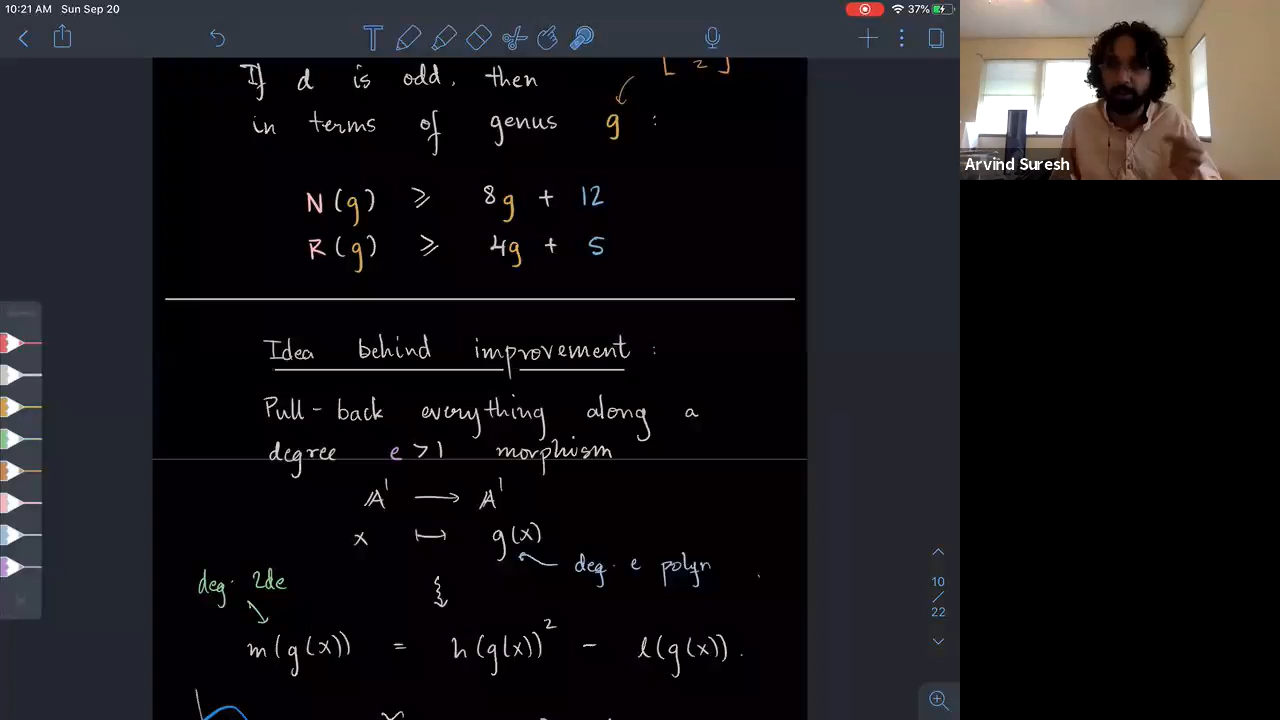 10:21 AM Sun Sep 20
37%
If d is odd, then
[ 2 ]
in terms of genus g :
N(g) ≥ 8g + 12
R(g) ≥ 4g + 5
Idea behind improvement :
Pull-back everything along a
degree e > 1 morphism
𝔸¹ ⟶ 𝔸¹
x ⟼ g(x)
deg. e polyn
deg. 2de
m(g(x)) = h(g(x))² - l(g(x)).
10
/
22
Arvind Suresh